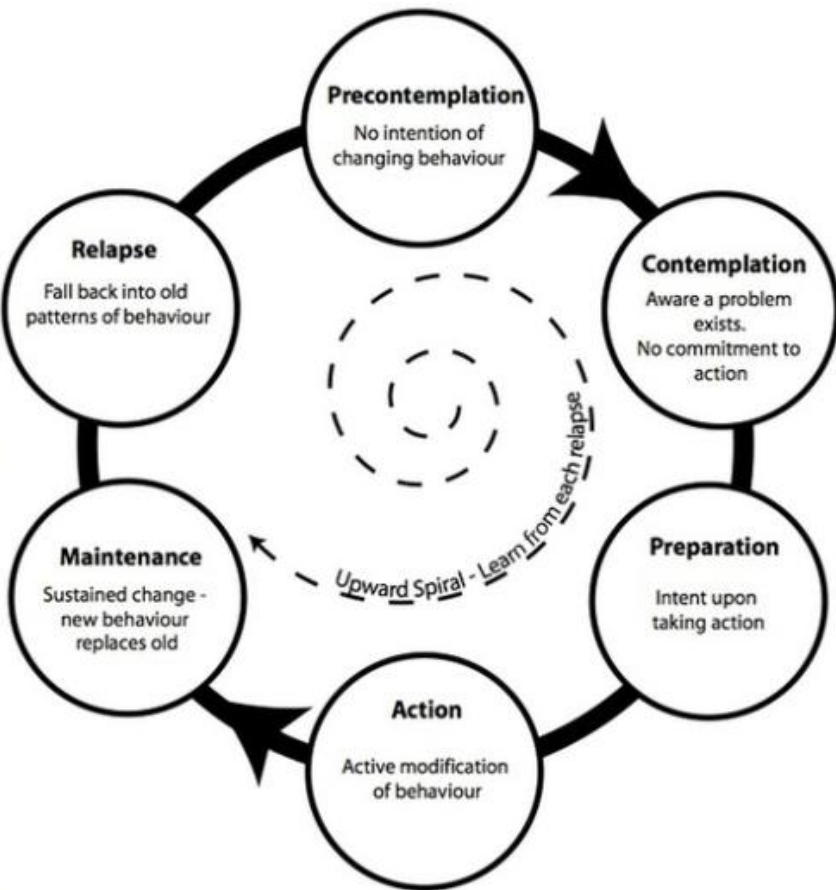 Precontemplation
No intention of
changing behaviour
Contemplation
Aware a problem
exists.
No commitment to
action
Preparation
Intent upon
taking action
Action
Active modification
of behaviour
Maintenance
Sustained change -
new behaviour
replaces old
Relapse
Fall back into old
patterns of behaviour
Upward Spiral - Learn from each relapse